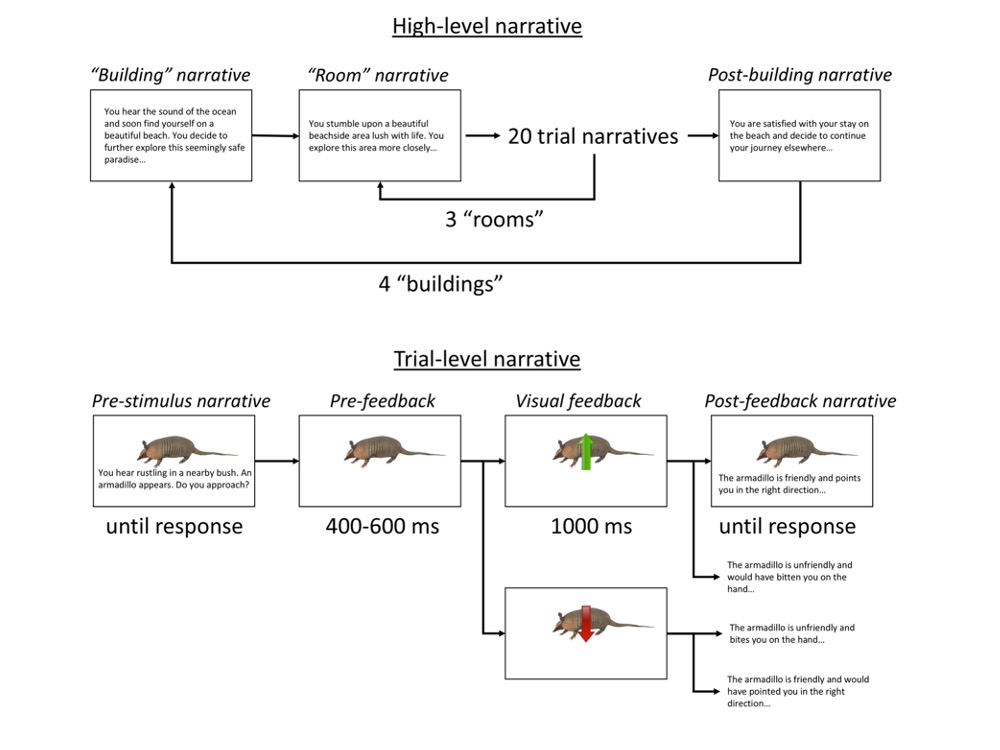 High-level narrative
“Building” narrative
“Room” narrative
Post-building narrative
You hear the sound of the ocean
and soon find yourself on a
beautiful beach. You decide to
further explore this seemingly safe
paradise...
You stumble upon a beautiful
beachside area lush with life. You
explore this area more closely...
20 trial narratives
You are satisfied with your stay on
the beach and decide to continue
your journey elsewhere...
3 “rooms”
4 “buildings”
Trial-level narrative
Pre-stimulus narrative
Pre-feedback
Visual feedback
Post-feedback narrative
You hear rustling in a nearby bush. An
armadillo appears. Do you approach?
The armadillo is friendly and points
you in the right direction...
until response
400-600 ms
1000 ms
until response
The armadillo is unfriendly and
would have bitten you on the
hand...
The armadillo is unfriendly and
bites you on the hand...
The armadillo is friendly and would
have pointed you in the right
direction...